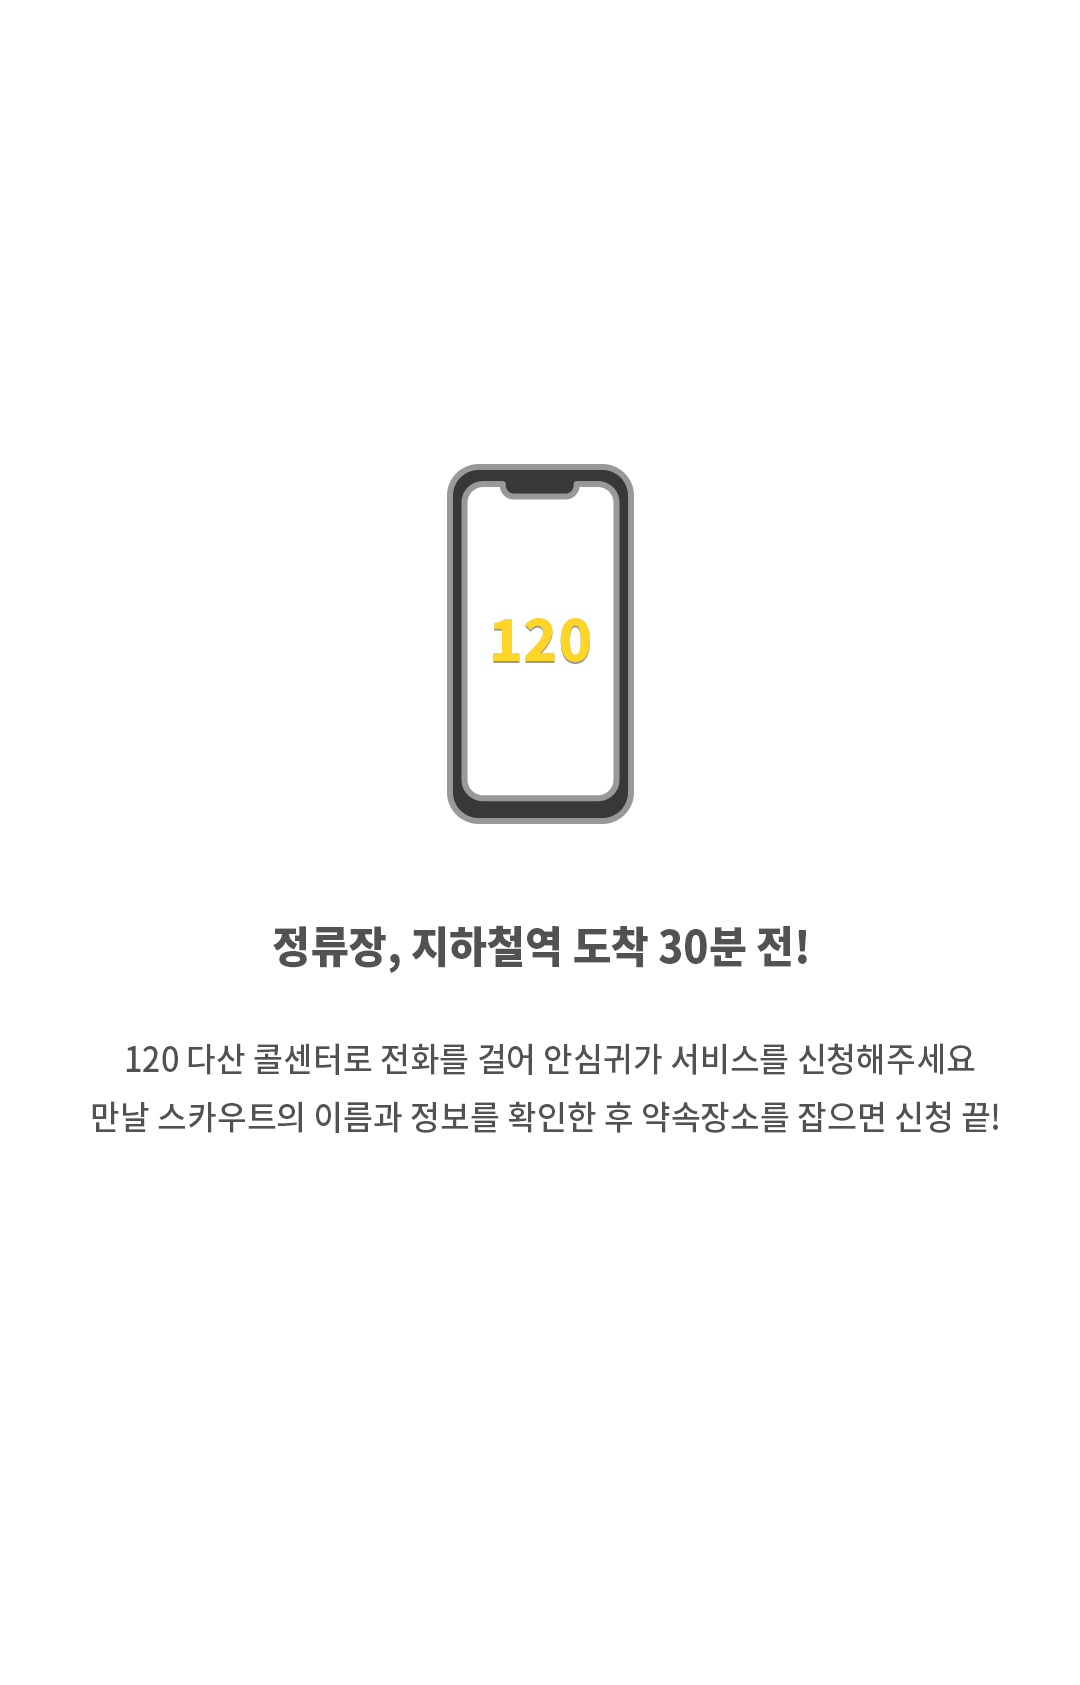 120
정류장, 지하철역 도착 30분 전!
120 다산 콜센터로 전화를 걸어 안심귀가 서비스를 신청해주세요
만날 스카우트의 이름과 정보를 확인한 후 약속장소를 잡으면 신청 끝!